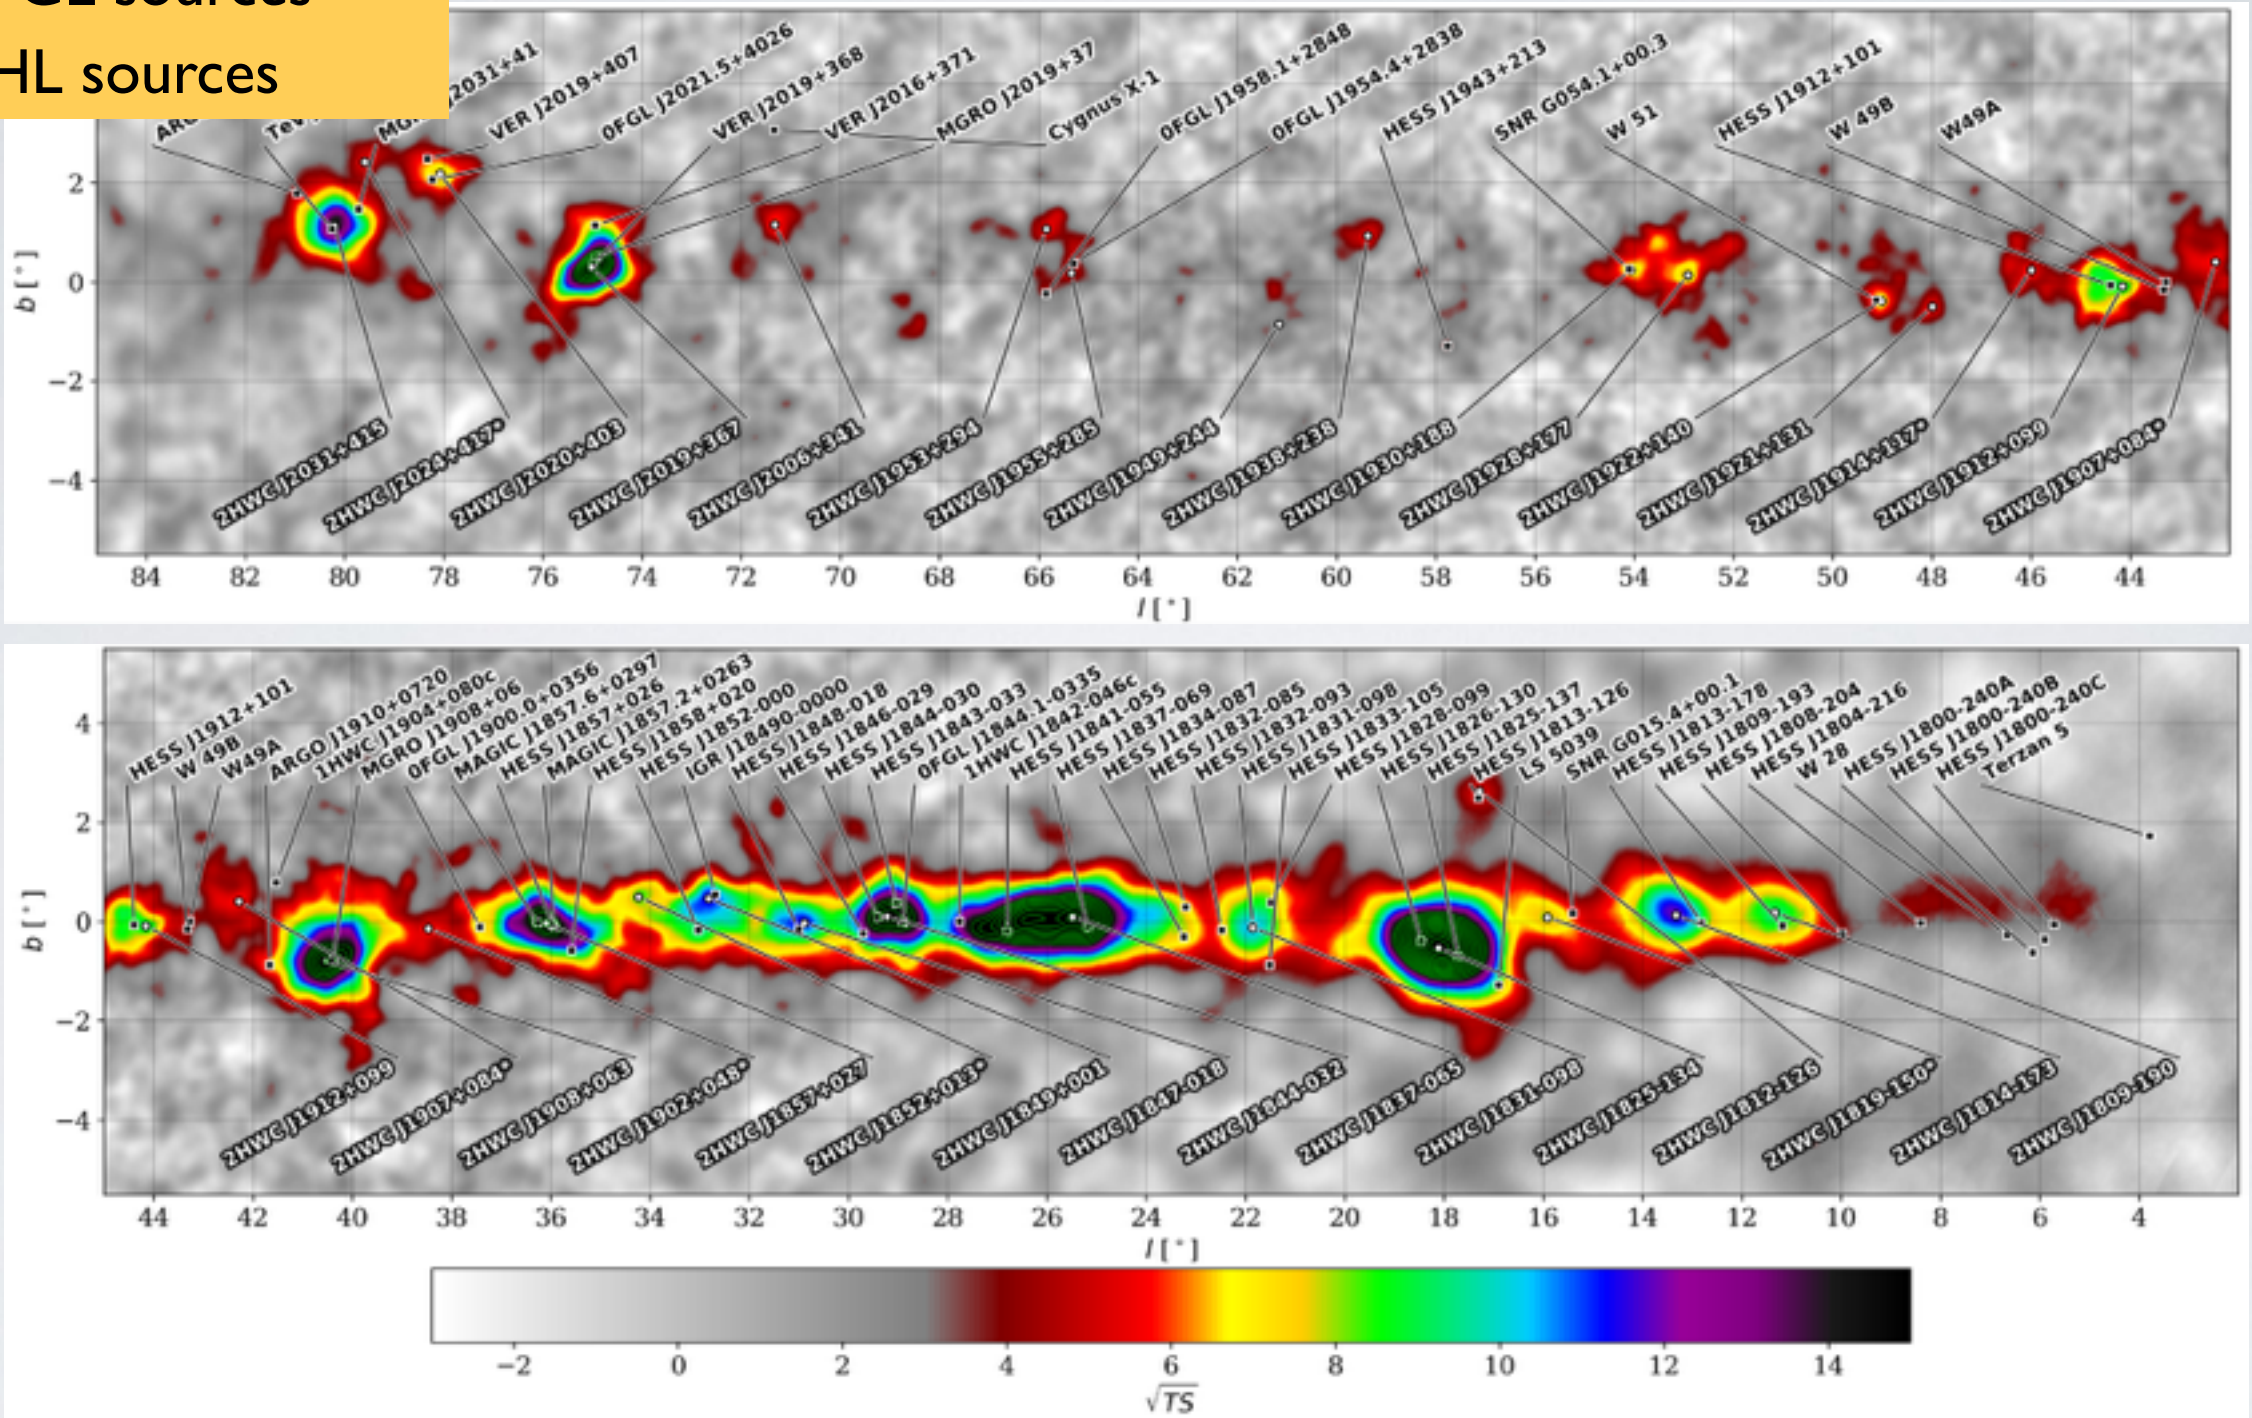 HL sources
2031+41
VER J2019+407
0FGL J2021.5+4026
VER J2019+368
VER J2016+371
MGRO J2019+37
Cygnus X-1
0FGL J1958.1+2848
0FGL J1954.4+2838
HESS J1943+213
SNR G054.1+00.3
W 51
HESS J1912+101
W 49B
W49A
2
0
−2
−4
b [°]
2HWC J2031+415
2HWC J2024+417*
2HWC J2020+403
2HWC J2019+367
2HWC J2006+341
2HWC J1953+294
2HWC J1955+285
2HWC J1949+244
2HWC J1938+238
2HWC J1930+188
2HWC J1928+177
2HWC J1922+140
2HWC J1921+131
2HWC J1914+117*
2HWC J1912+099
2HWC J1907+084*
84 82 80 78 76 74 72 70 68 66 64 62 60 58 56 54 52 50 48 46 44
l [°]
HESS J1912+101
W 49B
W49A
ARGO J1910+0720
1HWC J1904+080c
MGRO J1908+06
0FGL J1900.0+0356
MAGIC J1857.6+0297
HESS J1857+026
MAGIC J1857.2+0263
HESS J1858+020
HESS J1852-000
IGR J18490-0000
HESS J1848-018
HESS J1846-029
HESS J1844-030
HESS J1843-033
0FGL J1844.1-0335
1HWC J1842-046c
HESS J1841-055
HESS J1837-069
HESS J1834-087
HESS J1832-085
HESS J1832-093
HESS J1831-098
HESS J1833-105
HESS J1828-099
HESS J1826-130
HESS J1825-137
HESS J1813-126
LS 5039
SNR G015.4+00.1
HESS J1813-178
HESS J1809-193
HESS J1808-204
HESS J1804-216
W 28
HESS J1800-240A
HESS J1800-240B
HESS J1800-240C
Terzan 5
4
2
0
−2
−4
b [°]
2HWC J1912+099
2HWC J1907+084*
2HWC J1908+063
2HWC J1902+048*
2HWC J1857+027
2HWC J1852+013*
2HWC J1849+001
2HWC J1847-018
2HWC J1844-032
2HWC J1837-065
2HWC J1831-098
2HWC J1825-134
2HWC J1812-126
2HWC J1819-150*
2HWC J1814-173
2HWC J1809-190
44 42 40 38 36 34 32 30 28 26 24 22 20 18 16 14 12 10 8 6 4
l [°]
−2 0 2 4 6 8 10 12 14
√TS